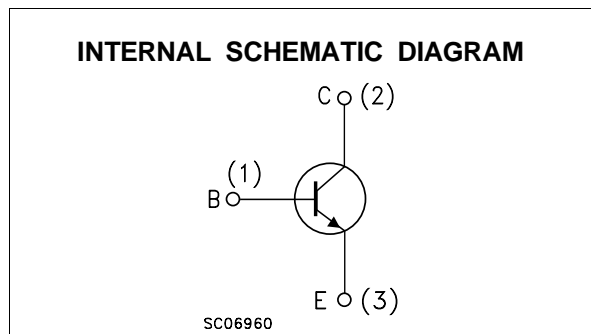 INTERNAL SCHEMATIC DIAGRAM
C (2)
(1)
B
E (3)
SC06960